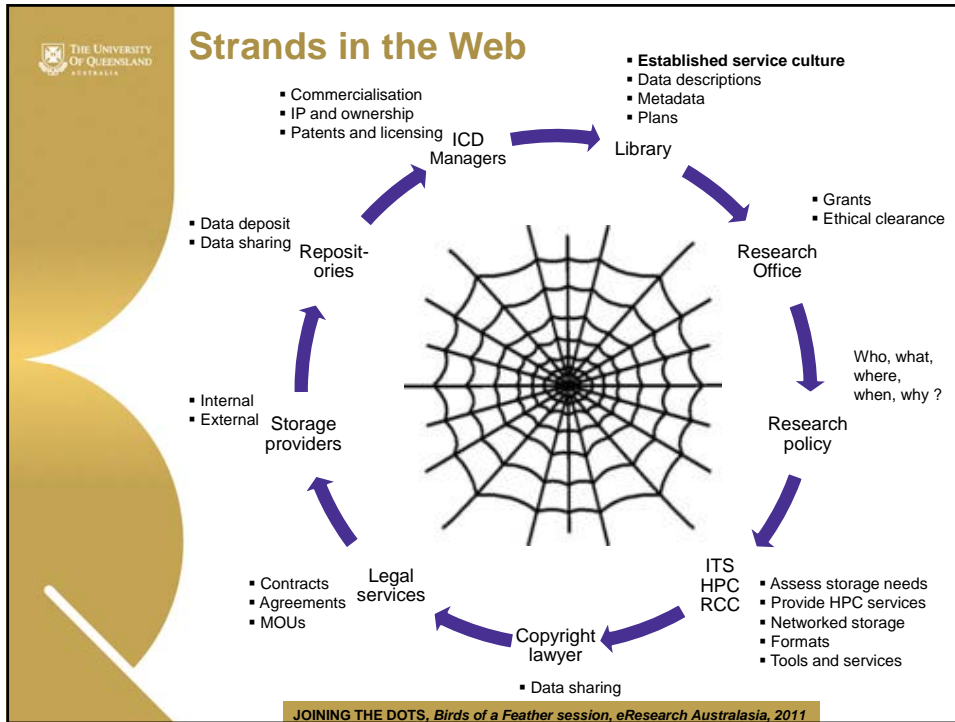 THE UNIVERSITY
OF QUEENSLAND
AUSTRALIA
Strands in the Web
▪ Established service culture
▪ Data descriptions
▪ Metadata
▪ Plans
Library
▪ Commercialisation
▪ IP and ownership
▪ Patents and licensing
ICD
Managers
▪ Grants
▪ Ethical clearance
Research
Office
▪ Data deposit
▪ Data sharing
Reposit-
ories
Who, what,
where,
when, why ?
Research
policy
▪ Internal
▪ External
Storage
providers
ITS
HPC
RCC
▪ Assess storage needs
▪ Provide HPC services
▪ Networked storage
▪ Formats
▪ Tools and services
▪ Contracts
▪ Agreements
▪ MOUs
Legal
services
Copyright
lawyer
▪ Data sharing
JOINING THE DOTS, Birds of a Feather session, eResearch Australasia, 2011